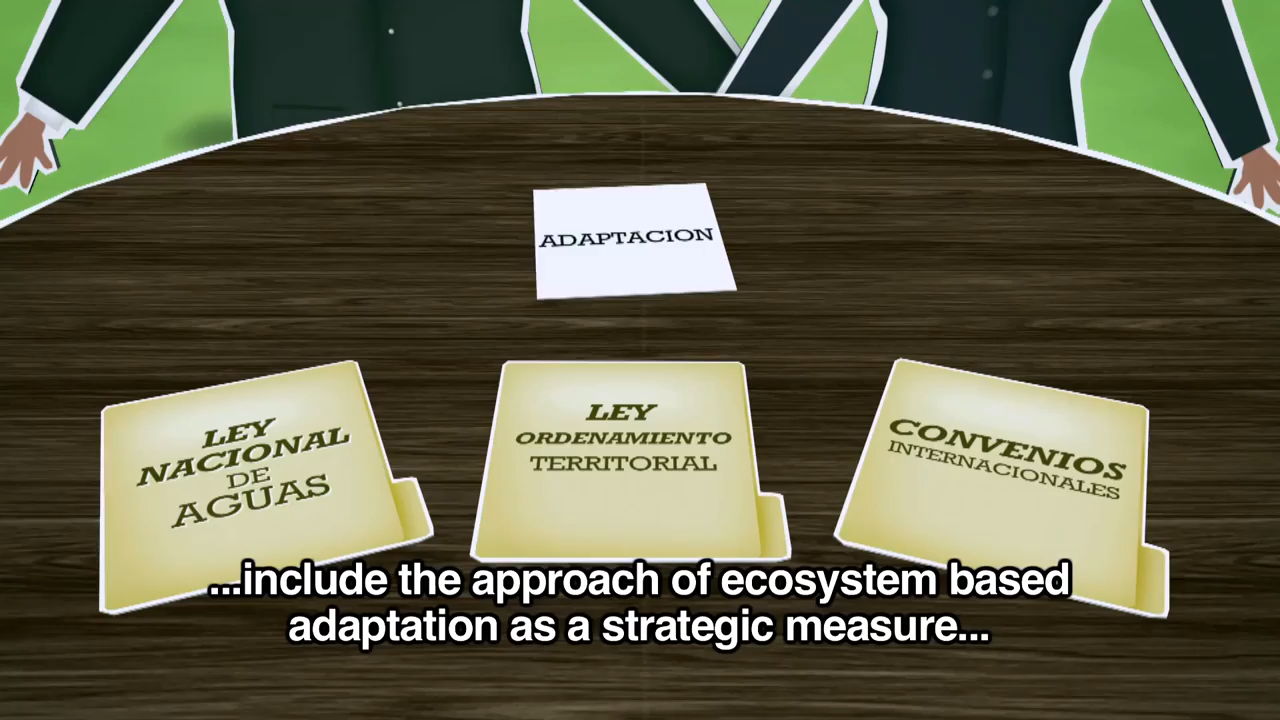 ADAPTACION
LEY
NACIONAL
DE
AGUAS
LEY
ORDENAMIENTO
TERRITORIAL
CONVENIOS
INTERNACIONALES
...include the approach of ecosystem based
adaptation as a strategic measure...